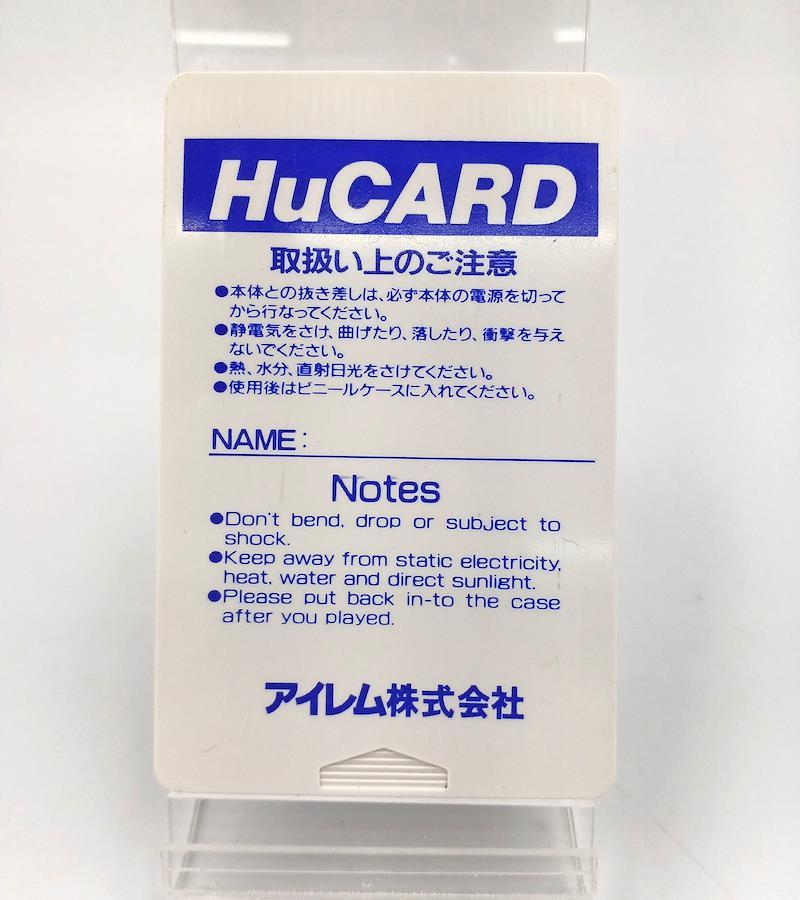 HuCARD
取扱い上のご注意
●本体との抜き差しは、必ず本体の電源を切って
から行なってください。
●静電気をさけ、曲げたり、落したり、衝撃を与え
ないでください。
●熱、水分、直射日光をさけてください。
●使用後はビニールケースに入れてください。
NAME:
Notes
●Don't bend, drop or subject to
shock.
●Keep away from static electricity,
heat, water and direct sunlight.
●Please put back in-to the case
after you played.
アイレム株式会社